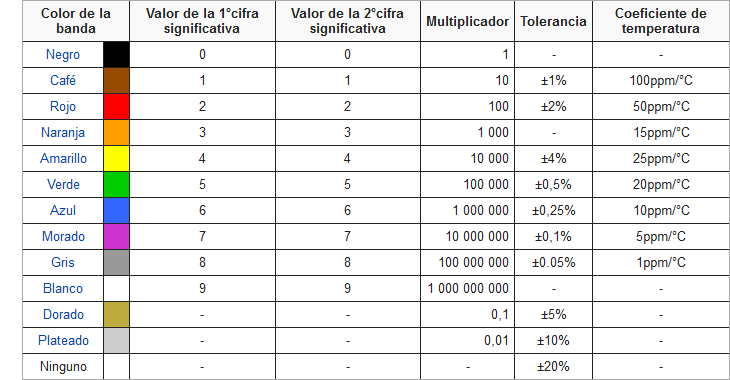 Color de la banda Valor de la 1°cifra significativa Valor de la 2°cifra significativa Multiplicador Tolerancia Coeficiente de temperatura
Negro 0 0 1 - -
Café 1 1 10 ±1% 100ppm/°C
Rojo 2 2 100 ±2% 50ppm/°C
Naranja 3 3 1 000 - 15ppm/°C
Amarillo 4 4 10 000 ±4% 25ppm/°C
Verde 5 5 100 000 ±0,5% 20ppm/°C
Azul 6 6 1 000 000 ±0,25% 10ppm/°C
Morado 7 7 10 000 000 ±0,1% 5ppm/°C
Gris 8 8 100 000 000 ±0.05% 1ppm/°C
Blanco 9 9 1 000 000 000 - -
Dorado - - 0,1 ±5% -
Plateado - - 0,01 ±10% -
Ninguno - - - ±20% -